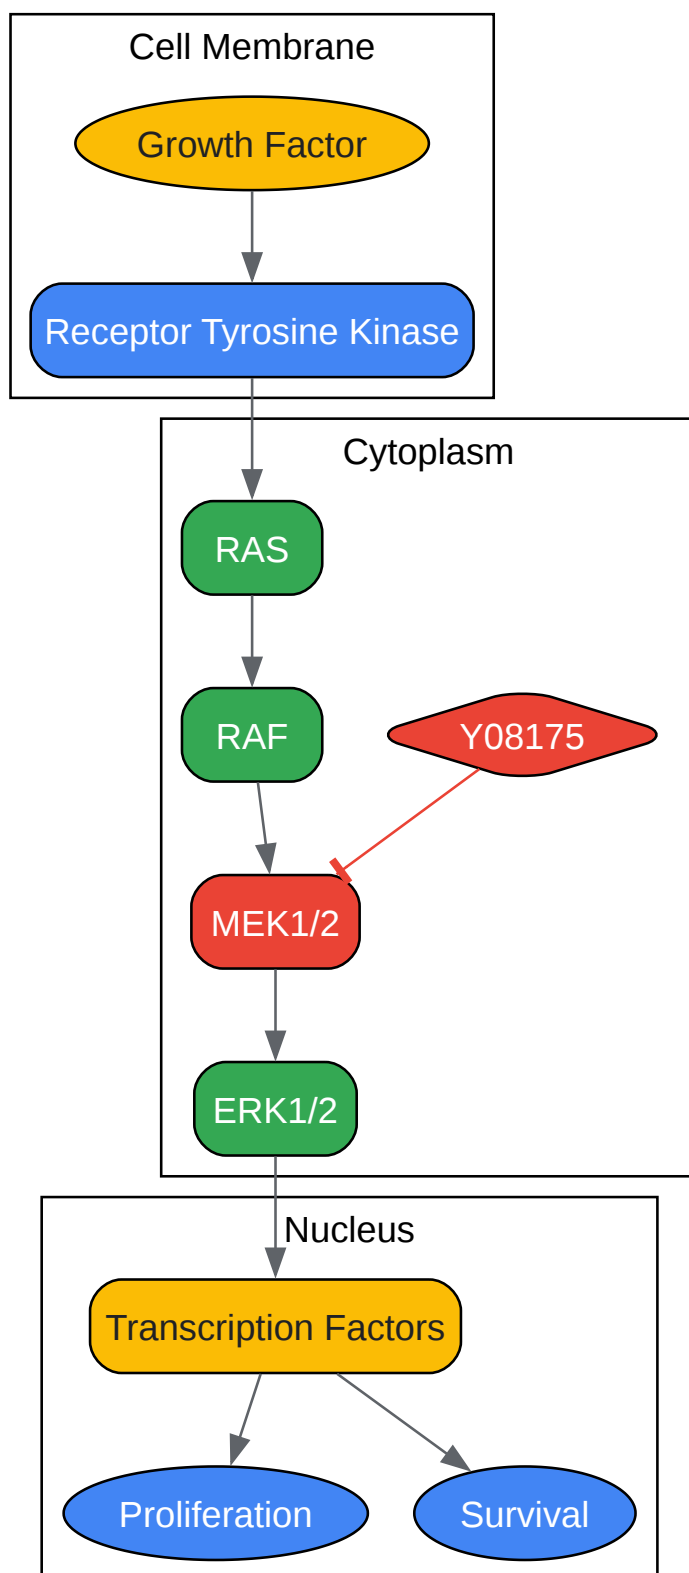 Cell Membrane
Growth Factor
Receptor Tyrosine Kinase
Cytoplasm
RAS
RAF
Y08175
MEK1/2
ERK1/2
Nucleus
Transcription Factors
Proliferation
Survival